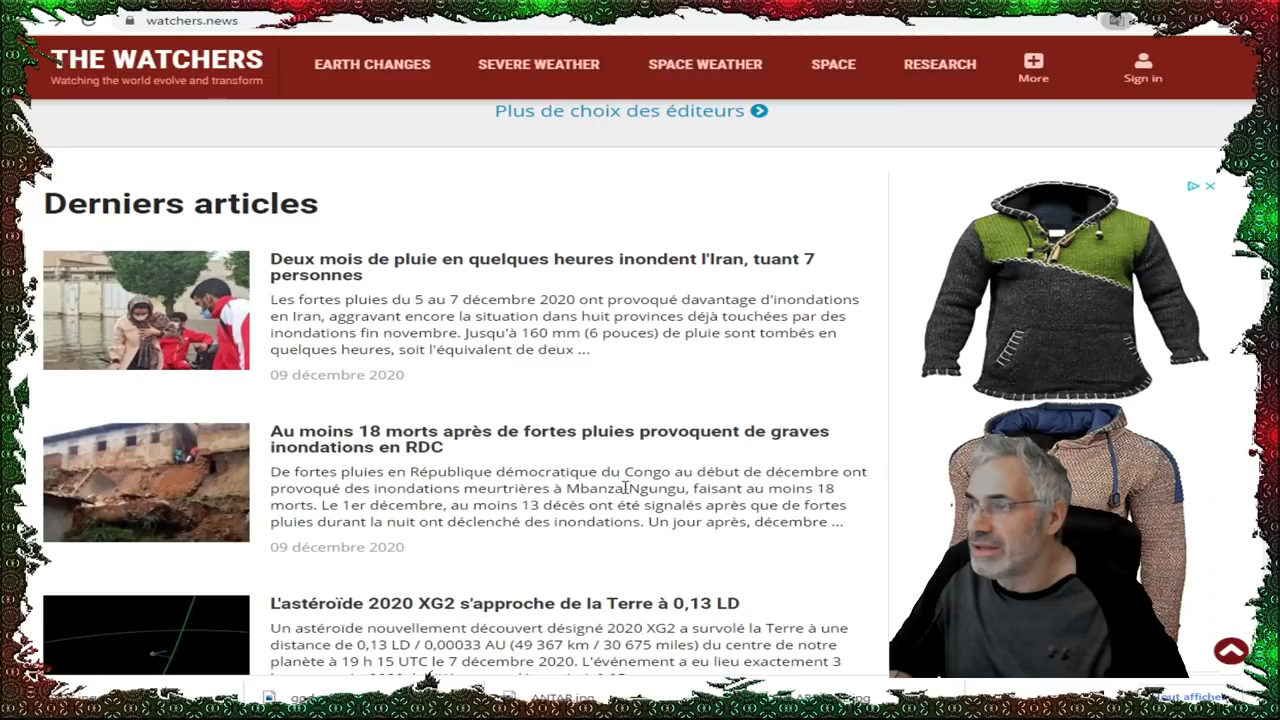 watchers.news
THE WATCHERS
Watching the world evolve and transform
EARTH CHANGES
SEVERE WEATHER
SPACE WEATHER
SPACE
RESEARCH
More
Sign in
Plus de choix des éditeurs
Derniers articles
Deux mois de pluie en quelques heures inondent l'Iran, tuant 7
personnes
Les fortes pluies du 5 au 7 décembre 2020 ont provoqué davantage d'inondations
en Iran, aggravant encore la situation dans huit provinces déjà touchées par des
inondations fin novembre. Jusqu'à 160 mm (6 pouces) de pluie sont tombés en
quelques heures, soit l'équivalent de deux ...
09 décembre 2020
Au moins 18 morts après de fortes pluies provoquent de graves
inondations en RDC
De fortes pluies en République démocratique du Congo au début de décembre ont
provoqué des inondations meurtrières à Mbanza-Ngungu, faisant au moins 18
morts. Le 1er décembre, au moins 13 décès ont été signalés après que de fortes
pluies durant la nuit ont déclenché des inondations. Un jour après, décembre ...
09 décembre 2020
L'astéroïde 2020 XG2 s'approche de la Terre à 0,13 LD
Un astéroïde nouvellement découvert désigné 2020 XG2 a survolé la Terre à une
distance de 0,13 LD / 0,00033 AU (49 367 km / 30 675 miles) du centre de notre
planète à 19 h 15 UTC le 7 décembre 2020. L'événement a eu lieu exactement 3
ANTAR.jpg
tout affiche